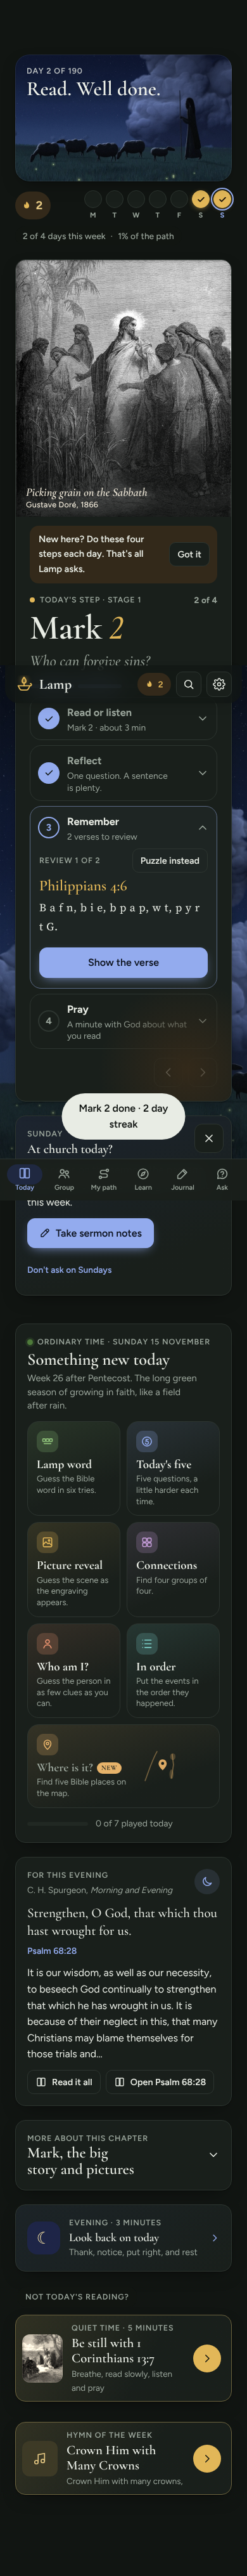 DAY 2 OF 190
Read. Well done.
2
M T W T F S S
2 of 4 days this week · 1% of the path
Picking grain on the Sabbath
Gustave Doré, 1866
New here? Do these four
steps each day. That's all
Lamp asks.
Got it
TODAY'S STEP · STAGE 1
2 of 4
Mark 2
Who can forgive sins?
Lamp
2
Read or listen
Mark 2 · about 3 min
Reflect
One question. A sentence
is plenty.
3
Remember
2 verses to review
REVIEW 1 OF 2
Puzzle instead
Philippians 4:6
B a f n, b i e, b p a p, w t, p y r
t G.
Show the verse
4
Pray
A minute with God about what
you read
Mark 2 done · 2 day
streak
SUNDAY
At church today?
Today
Group
My path
Learn
Journal
Ask
this week.
Take sermon notes
Don't ask on Sundays
ORDINARY TIME · SUNDAY 15 NOVEMBER
Something new today
Week 26 after Pentecost. The long green
season of growing in faith, like a field
after rain.
Lamp word
Guess the Bible
word in six tries.
5
Today's five
Five questions, a
little harder each
time.
Picture reveal
Guess the scene as
the engraving
appears.
Connections
Find four groups of
four.
Who am I?
Guess the person in
as few clues as you
can.
In order
Put the events in
the order they
happened.
Where is it? NEW
Find five Bible places on
the map.
0 of 7 played today
FOR THIS EVENING
C. H. Spurgeon, Morning and Evening
Strengthen, O God, that which thou
hast wrought for us.
Psalm 68:28
It is our wisdom, as well as our necessity,
to beseech God continually to strengthen
that which he has wrought in us. It is
because of their neglect in this, that many
Christians may blame themselves for
those trials and...
Read it all
Open Psalm 68:28
MORE ABOUT THIS CHAPTER
Mark, the big
story and pictures
EVENING · 3 MINUTES
Look back on today
Thank, notice, put right, and rest
NOT TODAY'S READING?
QUIET TIME · 5 MINUTES
Be still with 1
Corinthians 13:7
Breathe, read slowly, listen
and pray
HYMN OF THE WEEK
Crown Him with
Many Crowns
Crown Him with many crowns,